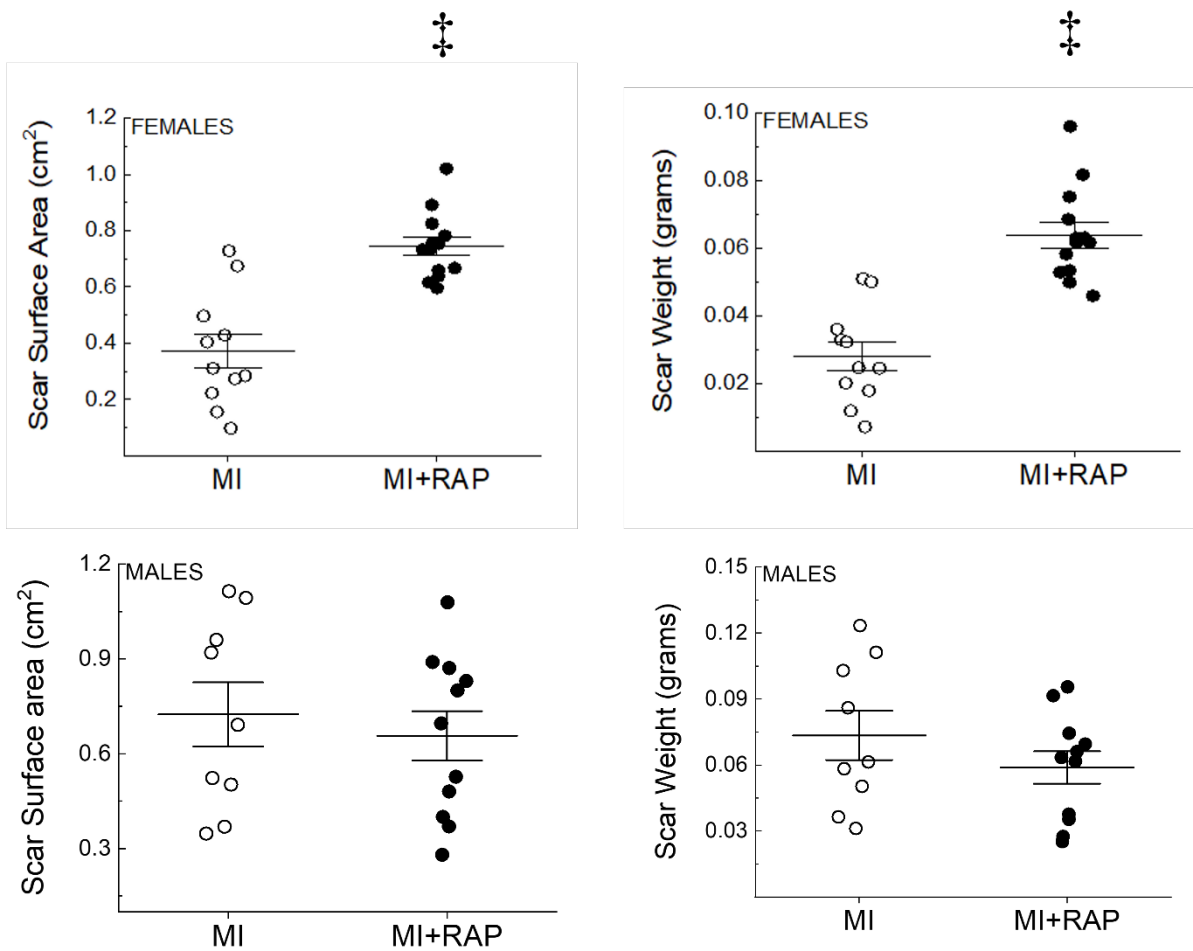 ‡
‡
Scar Surface Area (cm²)
1.2
1.0
0.8
0.6
0.4
0.2
FEMALES
MI
MI+RAP
Scar Weight (grams)
0.10
0.08
0.06
0.04
0.02
FEMALES
MI
MI+RAP
Scar Surface area (cm²)
1.2
0.9
0.6
0.3
MALES
MI
MI+RAP
Scar Weight (grams)
0.15
0.12
0.09
0.06
0.03
MALES
MI
MI+RAP